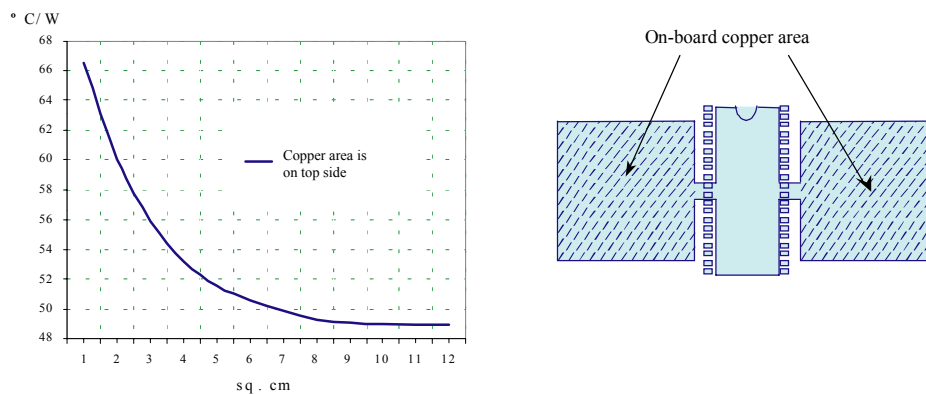 ° C/ W
68
66
64
62
60
58
56
54
52
50
48
Copper area is
on top side
1 2 3 4 5 6 7 8 9 10 11 12
sq . cm
On-board copper area